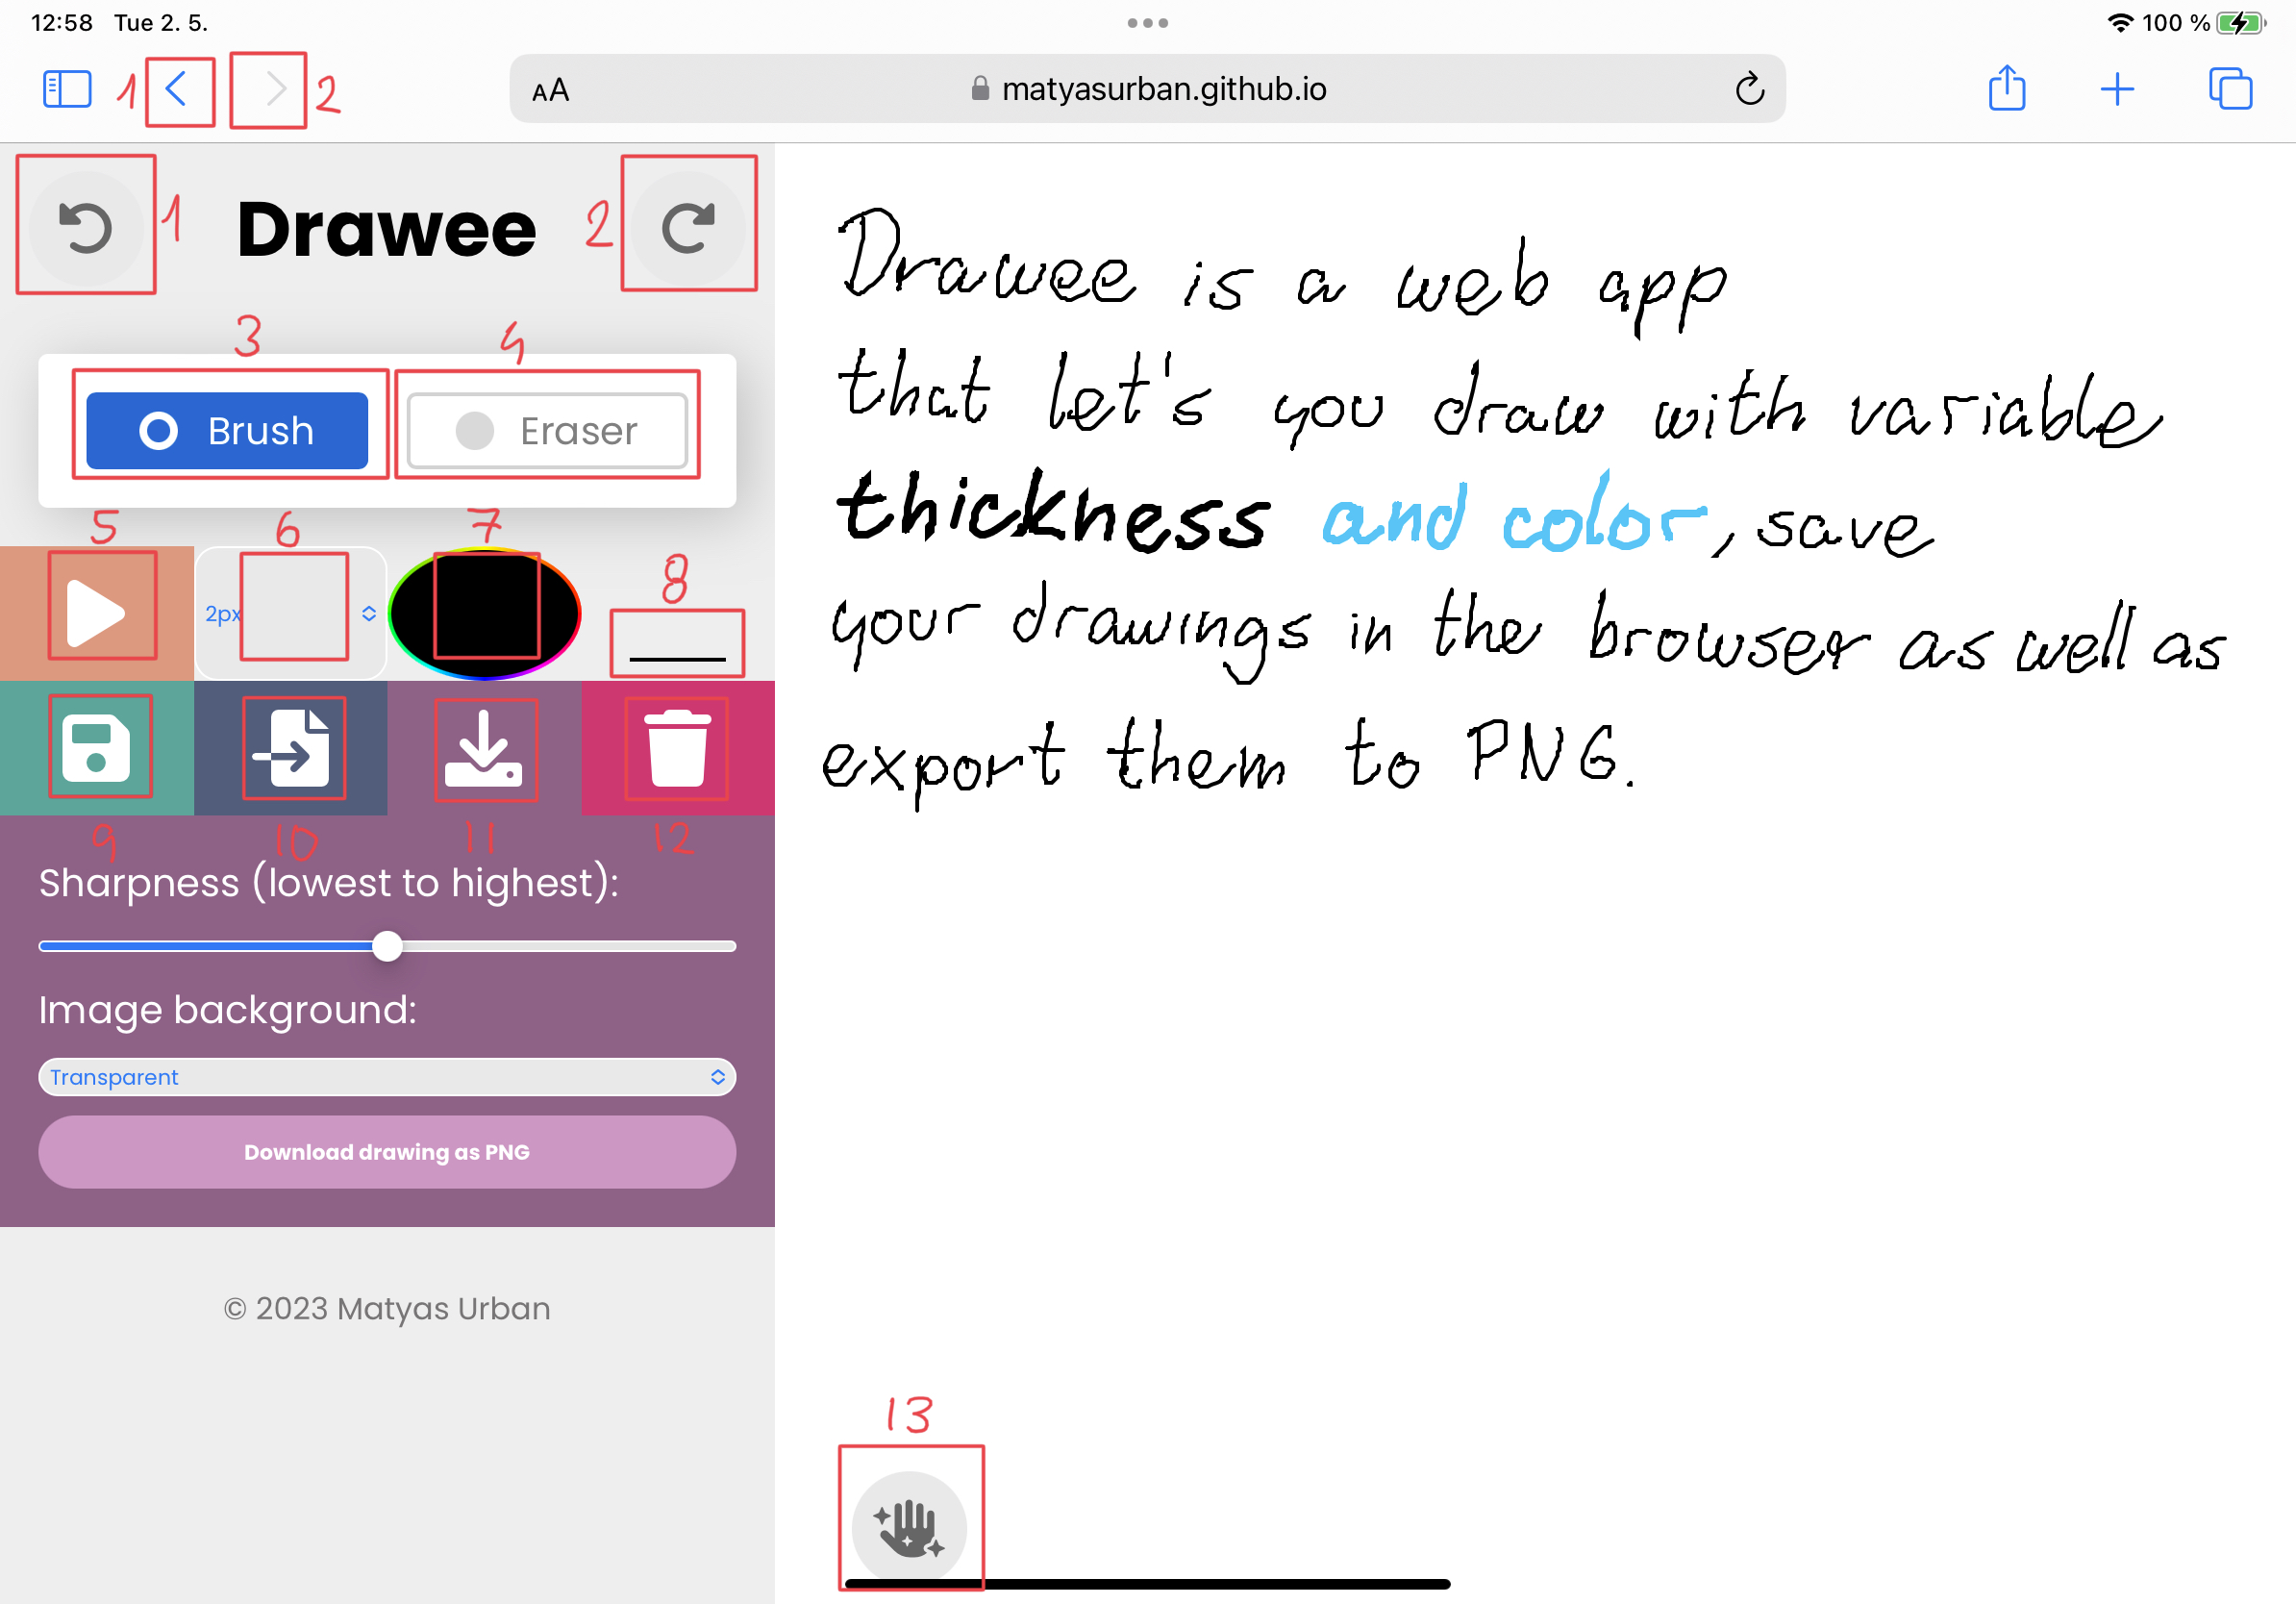 12:58 Tue 2. 5.
100 %
1
2
AA
matyasurban.github.io
1
Drawee
2
3
4
Brush
Eraser
5
6
7
8
2px
9
10
11
12
Sharpness (lowest to highest):
Image background:
Transparent
Download drawing as PNG
© 2023 Matyas Urban
Drawee is a web app
that let's you draw with variable
thickness and color, save
your drawings in the browser as well as
export them to PNG.
13